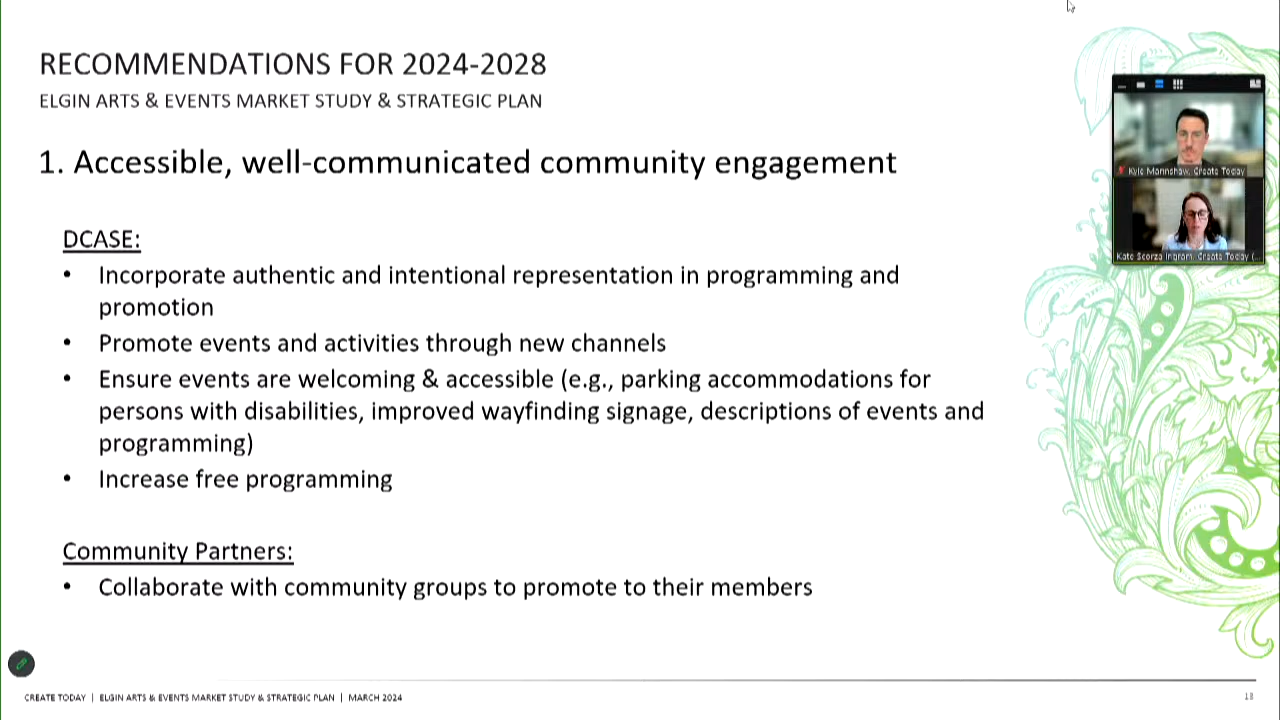 RECOMMENDATIONS FOR 2024-2028
ELGIN ARTS & EVENTS MARKET STUDY & STRATEGIC PLAN
1. Accessible, well-communicated community engagement
DCASE:
• Incorporate authentic and intentional representation in programming and
promotion
• Promote events and activities through new channels
• Ensure events are welcoming & accessible (e.g., parking accommodations for
persons with disabilities, improved wayfinding signage, descriptions of events and
programming)
• Increase free programming
Community Partners:
• Collaborate with community groups to promote to their members
Kyle Mannshaw, Create Today
Kate Scorza Ingram, Create Today (...
CREATE TODAY | ELGIN ARTS & EVENTS MARKET STUDY & STRATEGIC PLAN | MARCH 2024